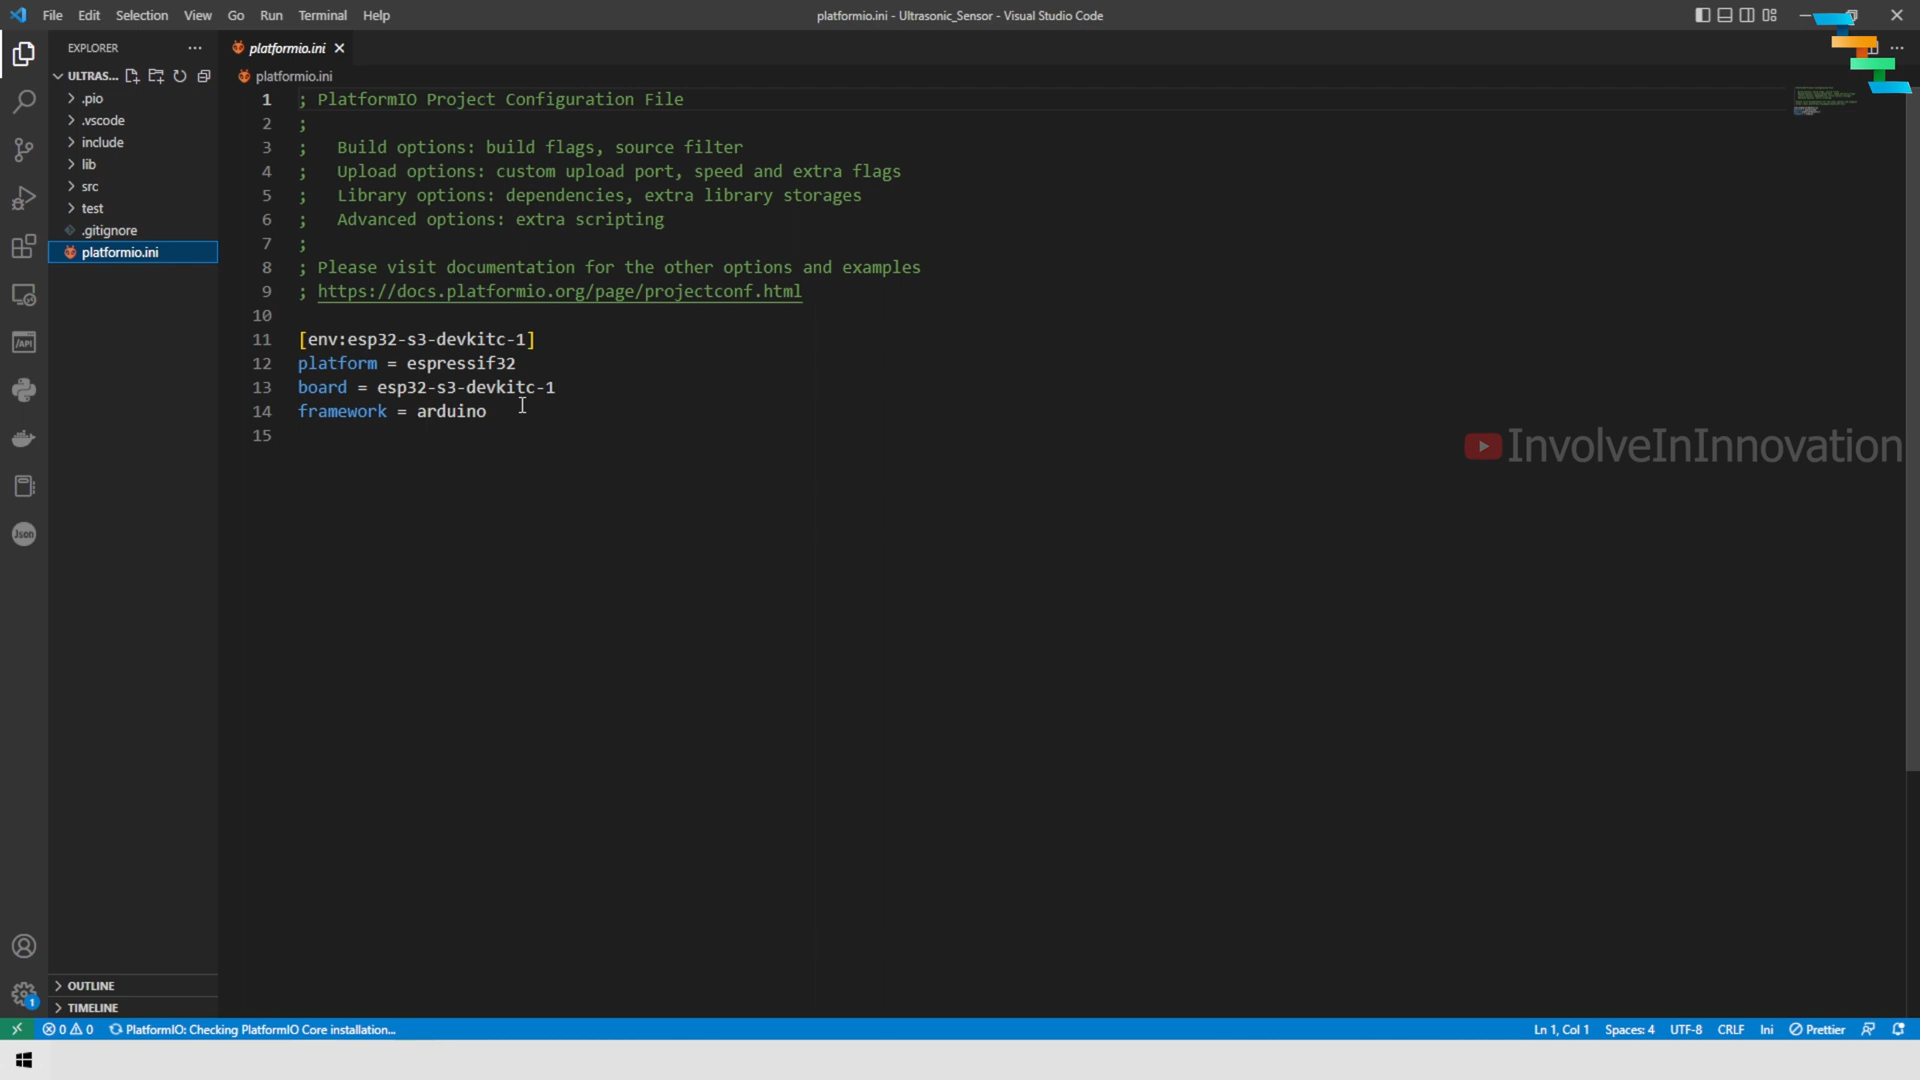 File Edit Selection View Go Run Terminal Help
platformio.ini - Ultrasonic_Sensor - Visual Studio Code
EXPLORER
ULTRAS...
.pio
.vscode
include
lib
src
test
.gitignore
platformio.ini
OUTLINE
TIMELINE
/API
Json
1
platformio.ini
platformio.ini
1 ; PlatformIO Project Configuration File
2 ;
3 ;   Build options: build flags, source filter
4 ;   Upload options: custom upload port, speed and extra flags
5 ;   Library options: dependencies, extra library storages
6 ;   Advanced options: extra scripting
7 ;
8 ; Please visit documentation for the other options and examples
9 ; https://docs.platformio.org/page/projectconf.html
10
11 [env:esp32-s3-devkitc-1]
12 platform = espressif32
13 board = esp32-s3-devkitc-1
14 framework = arduino
15
InvolveInInnovation
0 0 PlatformIO: Checking PlatformIO Core installation... Ln 1, Col 1 Spaces: 4 UTF-8 CRLF Ini Prettier